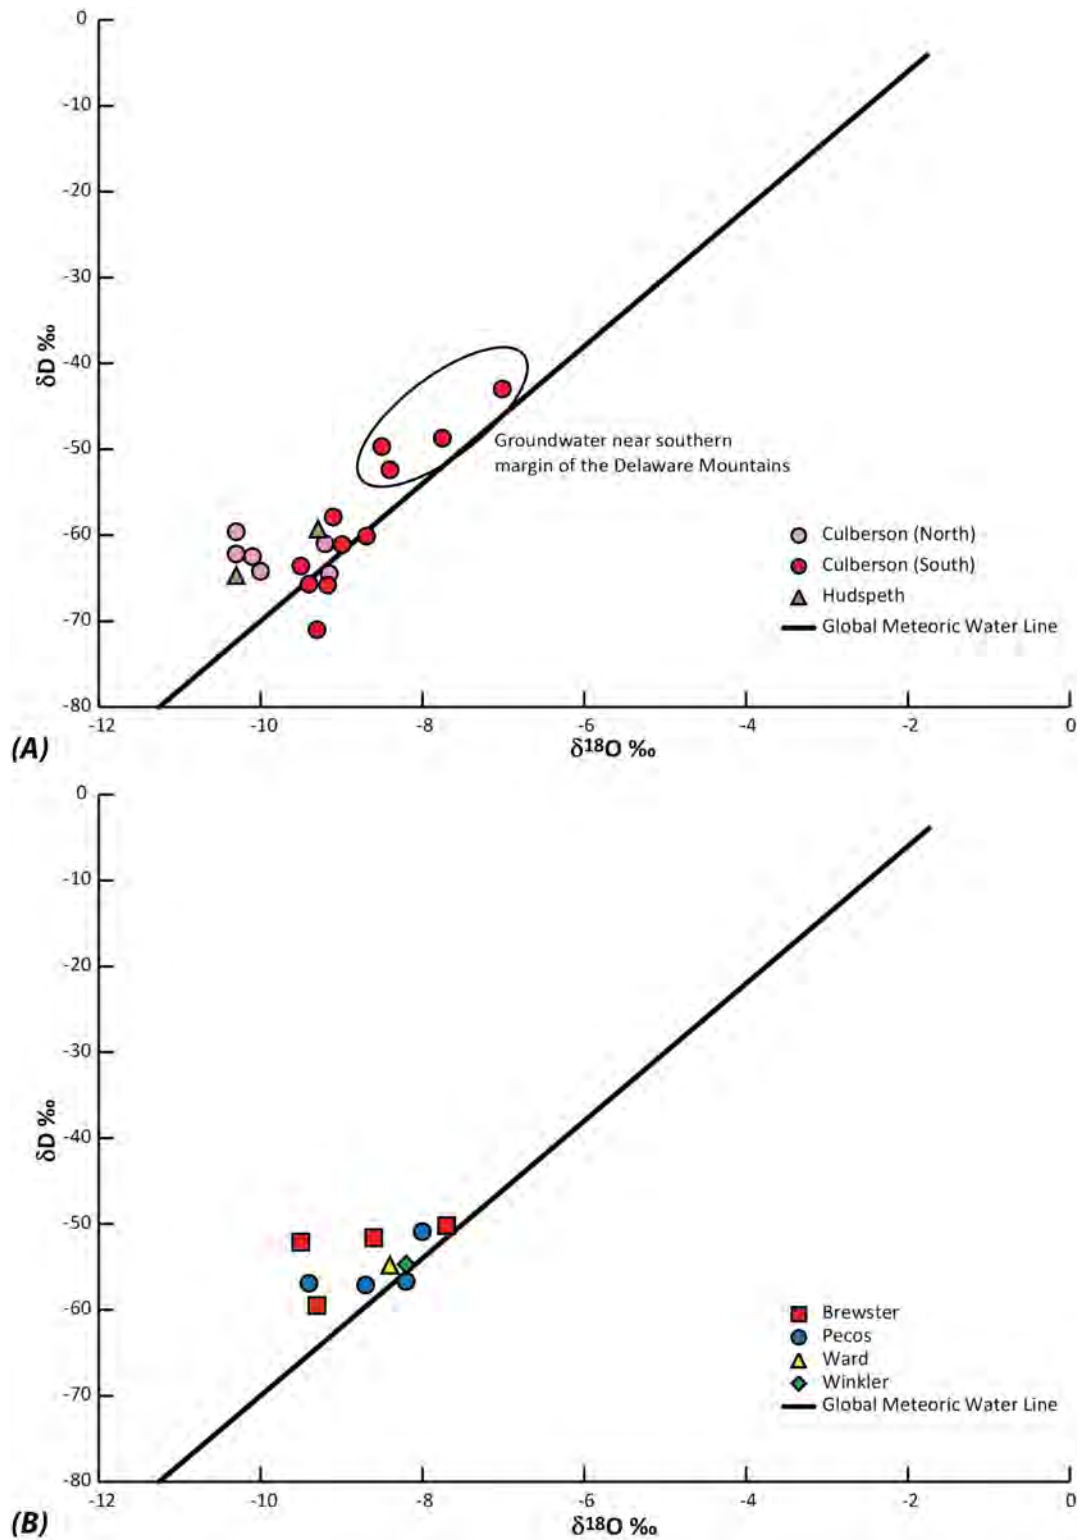 0
-10
-20
-30
-40
-50
-60
-70
-80
δD ‰
Groundwater near southern
margin of the Delaware Mountains
Culberson (North)
Culberson (South)
Hudspeth
Global Meteoric Water Line
-12 -10 -8 -6 -4 -2 0
δ18O ‰
(A)
0
-10
-20
-30
-40
-50
-60
-70
-80
δD ‰
Brewster
Pecos
Ward
Winkler
Global Meteoric Water Line
-12 -10 -8 -6 -4 -2 0
δ18O ‰
(B)